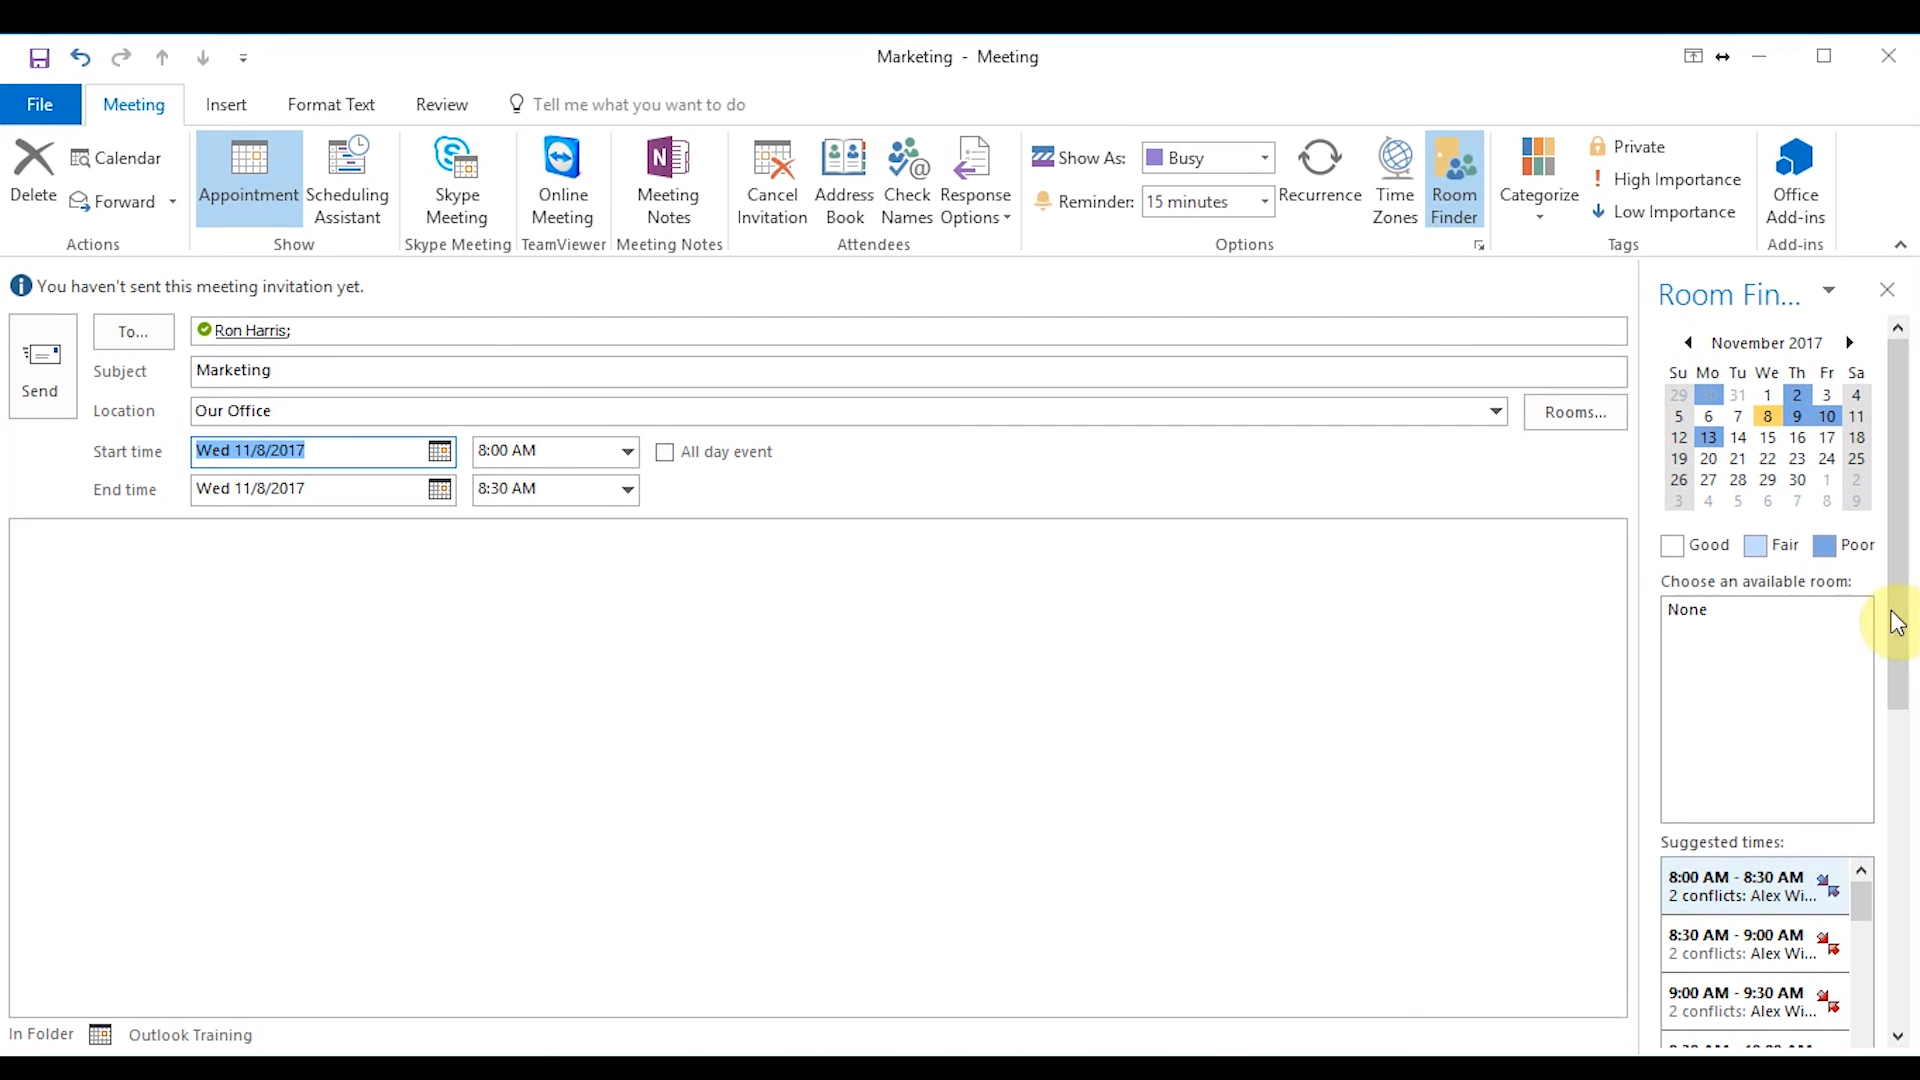 Marketing - Meeting
File Meeting Insert Format Text Review Tell me what you want to do
Delete
Calendar
Forward
Actions
Appointment
Scheduling Assistant
Show
Skype Meeting
Skype Meeting
Online Meeting
TeamViewer
Meeting Notes
Meeting Notes
Cancel Invitation
Address Book
Check Names
Response Options
Attendees
Show As: Busy
Reminder: 15 minutes
Recurrence
Time Zones
Room Finder
Options
Categorize
Private
High Importance
Low Importance
Tags
Office Add-ins
Add-ins
You haven't sent this meeting invitation yet.
Send
To... Ron Harris;
Subject Marketing
Location Our Office Rooms...
Start time Wed 11/8/2017 8:00 AM All day event
End time Wed 11/8/2017 8:30 AM
Room Fin...
November 2017
Su Mo Tu We Th Fr Sa
29 30 31 1 2 3 4
5 6 7 8 9 10 11
12 13 14 15 16 17 18
19 20 21 22 23 24 25
26 27 28 29 30 1 2
3 4 5 6 7 8 9
Good Fair Poor
Choose an available room:
None
Suggested times:
8:00 AM - 8:30 AM
2 conflicts: Alex Wi...
8:30 AM - 9:00 AM
2 conflicts: Alex Wi...
9:00 AM - 9:30 AM
2 conflicts: Alex Wi...
In Folder Outlook Training